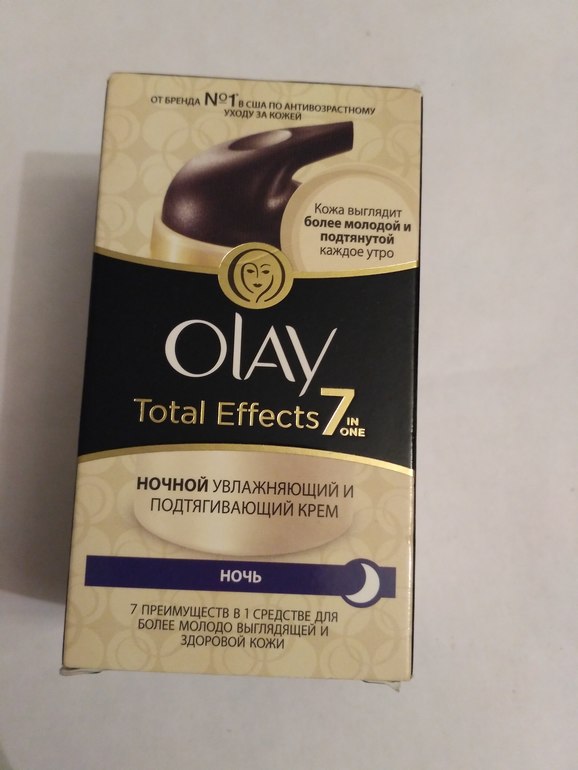 ОТ БРЕНДА №1* В США ПО АНТИВОЗРАСТНОМУ
УХОДУ ЗА КОЖЕЙ
Кожа выглядит
более молодой и
подтянутой
каждое утро
OLAY
Total Effects 7 IN ONE
НОЧНОЙ УВЛАЖНЯЮЩИЙ И
ПОДТЯГИВАЮЩИЙ КРЕМ
НОЧЬ
7 ПРЕИМУЩЕСТВ В 1 СРЕДСТВЕ ДЛЯ
БОЛЕЕ МОЛОДО ВЫГЛЯДЯЩЕЙ И
ЗДОРОВОЙ КОЖИ